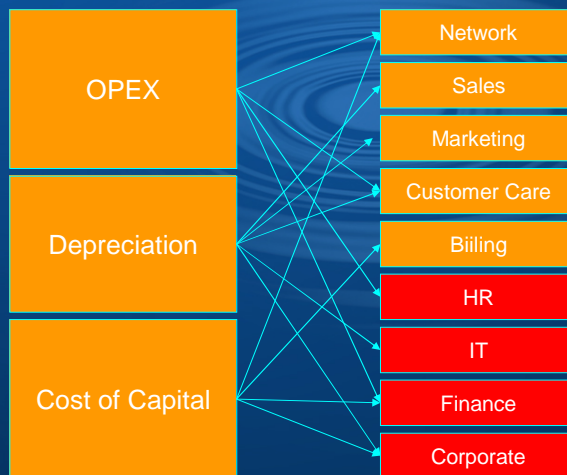 OPEX
Depreciation
Cost of Capital
Network
Sales
Marketing
Customer Care
Biiling
HR
IT
Finance
Corporate